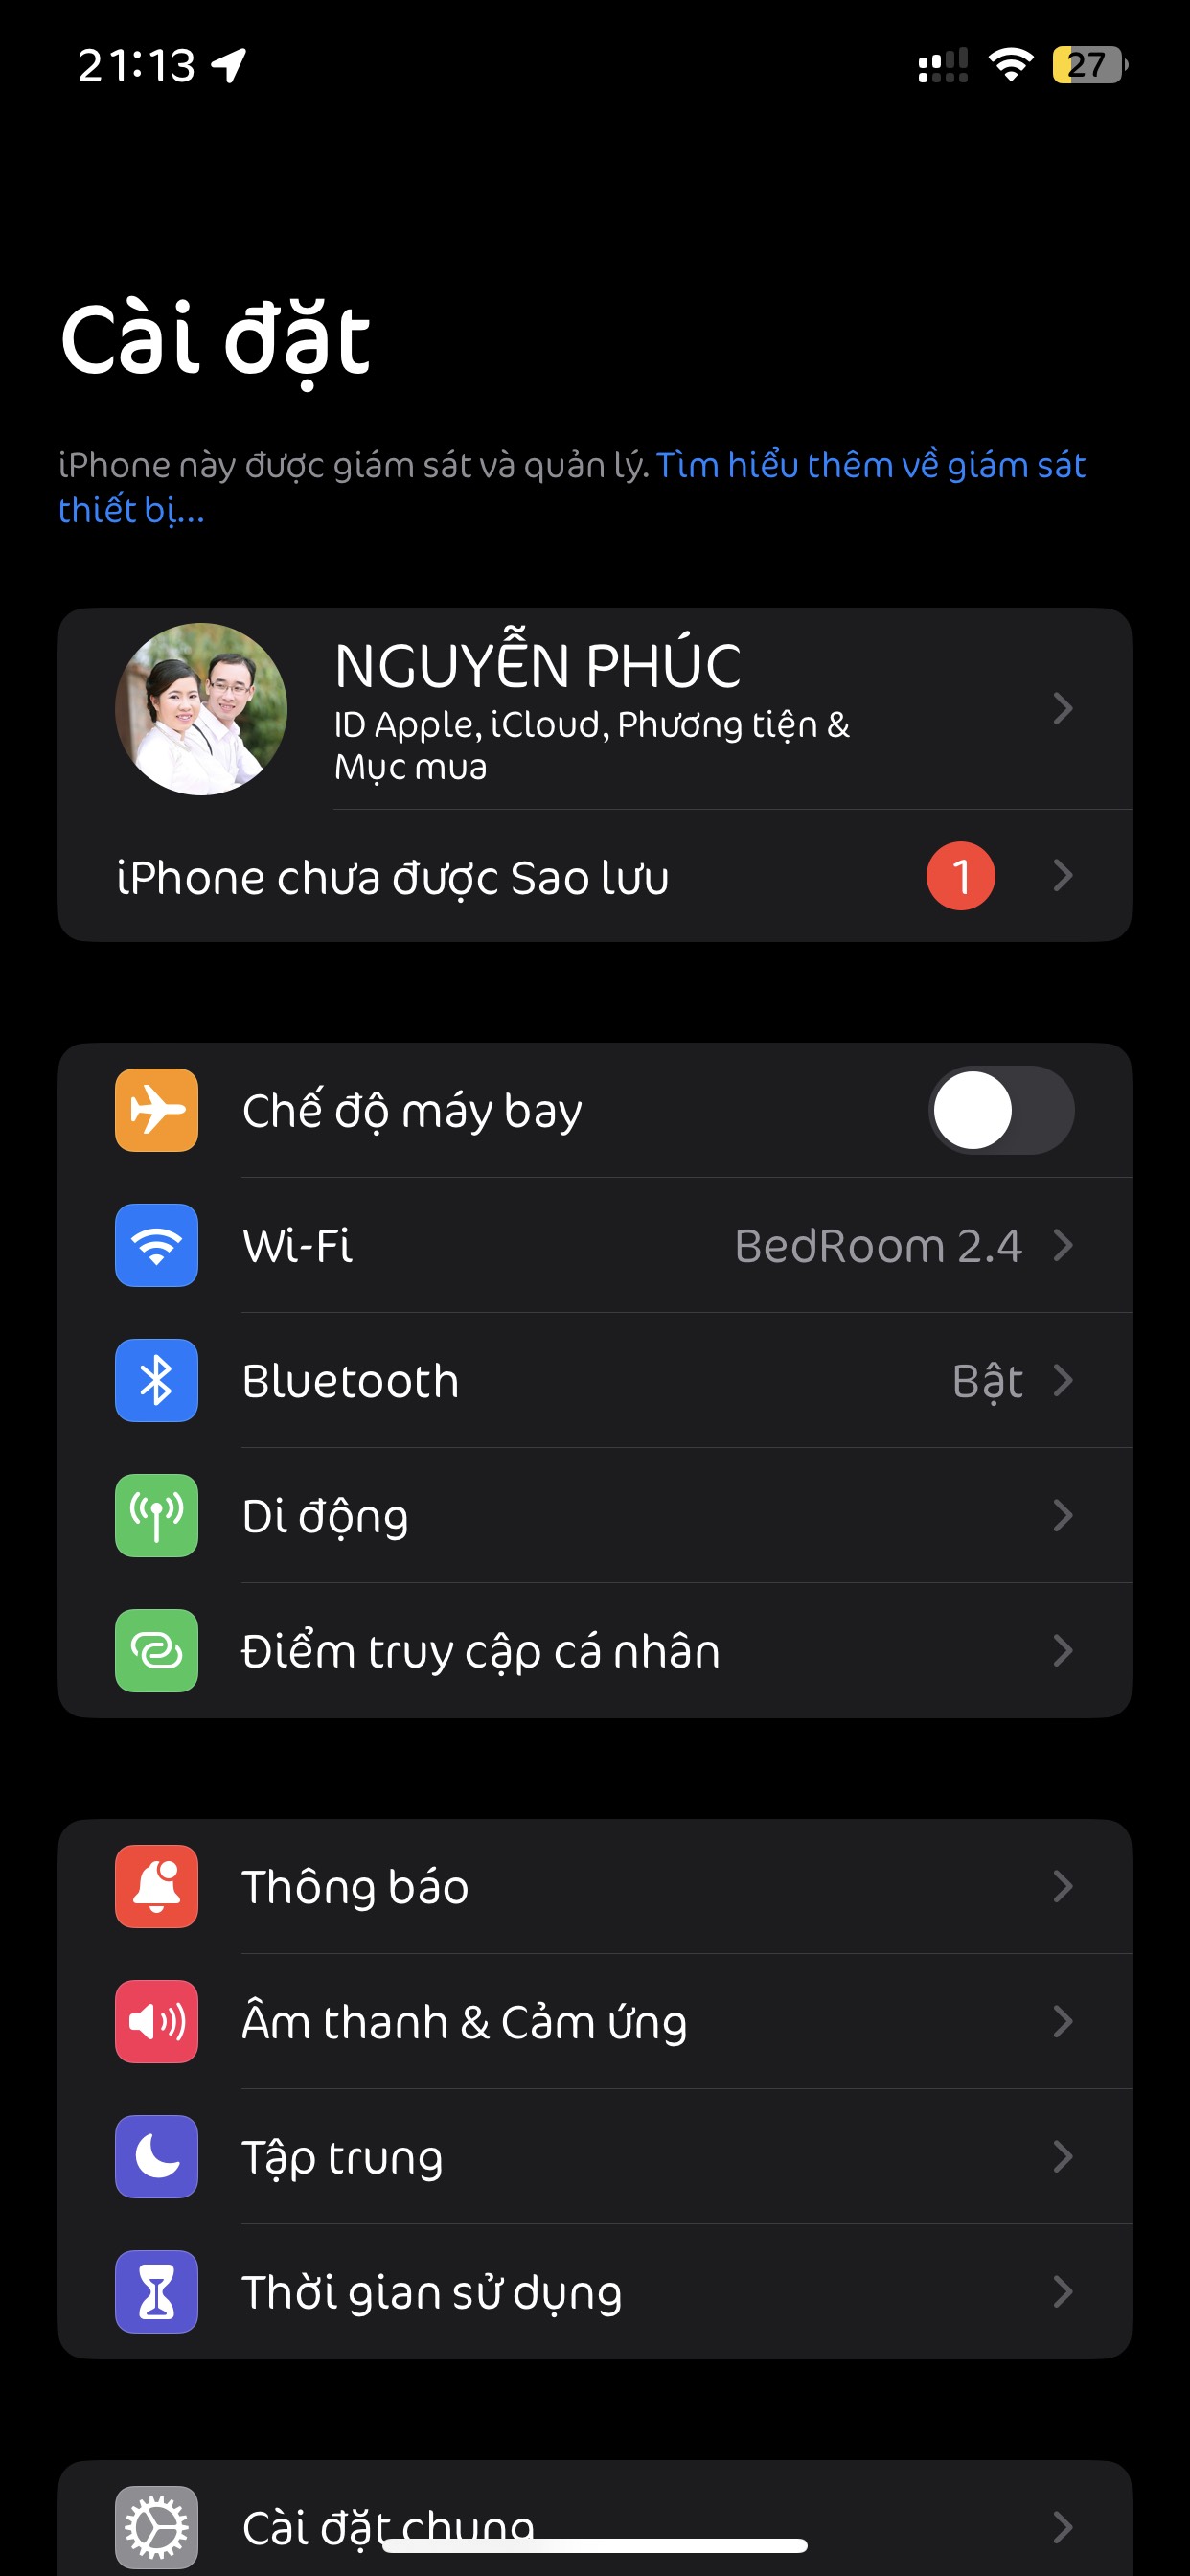 21:13
27
Cài đặt
iPhone này được giám sát và quản lý. Tìm hiểu thêm về giám sát
thiết bị...
NGUYỄN PHÚC
ID Apple, iCloud, Phương tiện &
Mục mua
iPhone chưa được Sao lưu 1
Chế độ máy bay
Wi-Fi BedRoom 2.4
Bluetooth Bật
Di động
Điểm truy cập cá nhân
Thông báo
Âm thanh & Cảm ứng
Tập trung
Thời gian sử dụng
Cài đặt chung